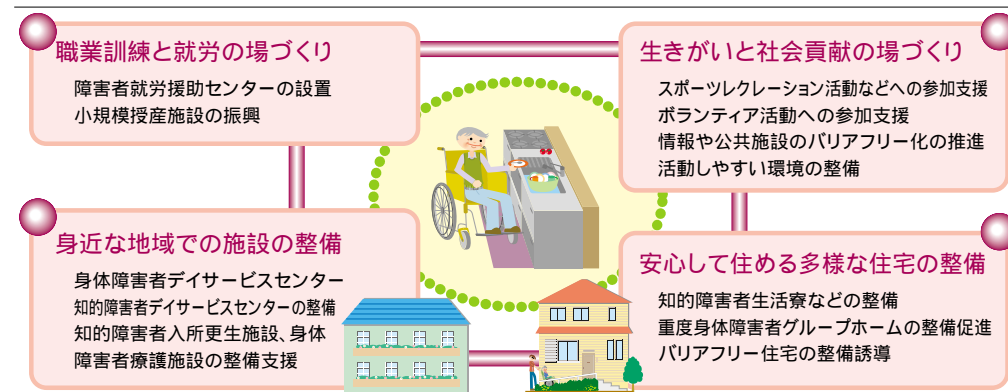 職業訓練と就労の場づくり
障害者就労援助センターの設置
小規模授産施設の振興
生きがいと社会貢献の場づくり
スポーツレクレーション活動などへの参加支援
ボランティア活動への参加支援
情報や公共施設のバリアフリー化の推進
活動しやすい環境の整備
身近な地域での施設の整備
身体障害者デイサービスセンター
知的障害者デイサービスセンターの整備
知的障害者入所更生施設、身体
障害者療護施設の整備支援
安心して住める多様な住宅の整備
知的障害者生活寮などの整備
重度身体障害者グループホームの整備促進
バリアフリー住宅の整備誘導